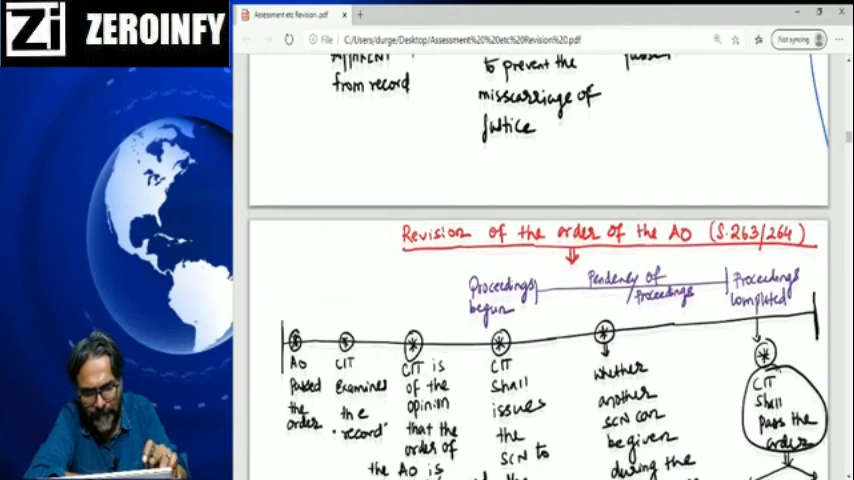 Zi ZEROINFY
Assessment etc Revision.pdf
File C:/Users/durge/Desktop/Assessment%20%20etc%20Revision%20.pdf
Not syncing
from record
to prevent the
misscarriage of
Justice
Revision of the order of the AO (S.263/264)
Proceedings
begun
Pendency of
Proceedings
Proceedings
Completed
AO
Passed
the
order
CIT
Examines
the
"record"
CIT is
of the
opinion
that the
order of
the AO is
CIT
Shall
issues
the
SCN to
whether
another
SCN can
be given
during the
CIT
Shall
pass the
order